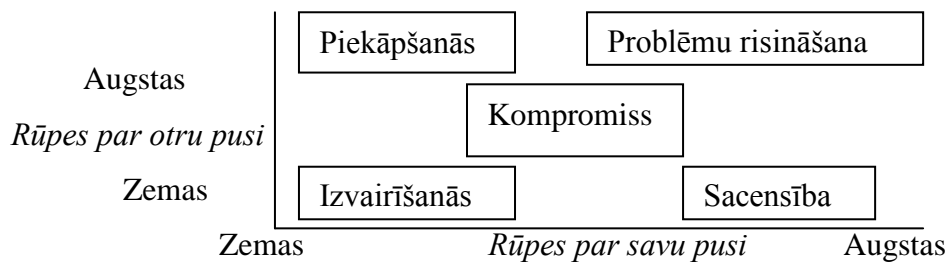 Piekāpšanās
Problēmu risināšana
Augstas
Kompromiss
Rūpes par otru pusi
Zemas
Izvairīšanās
Sacensība
Zemas
Rūpes par savu pusi
Augstas